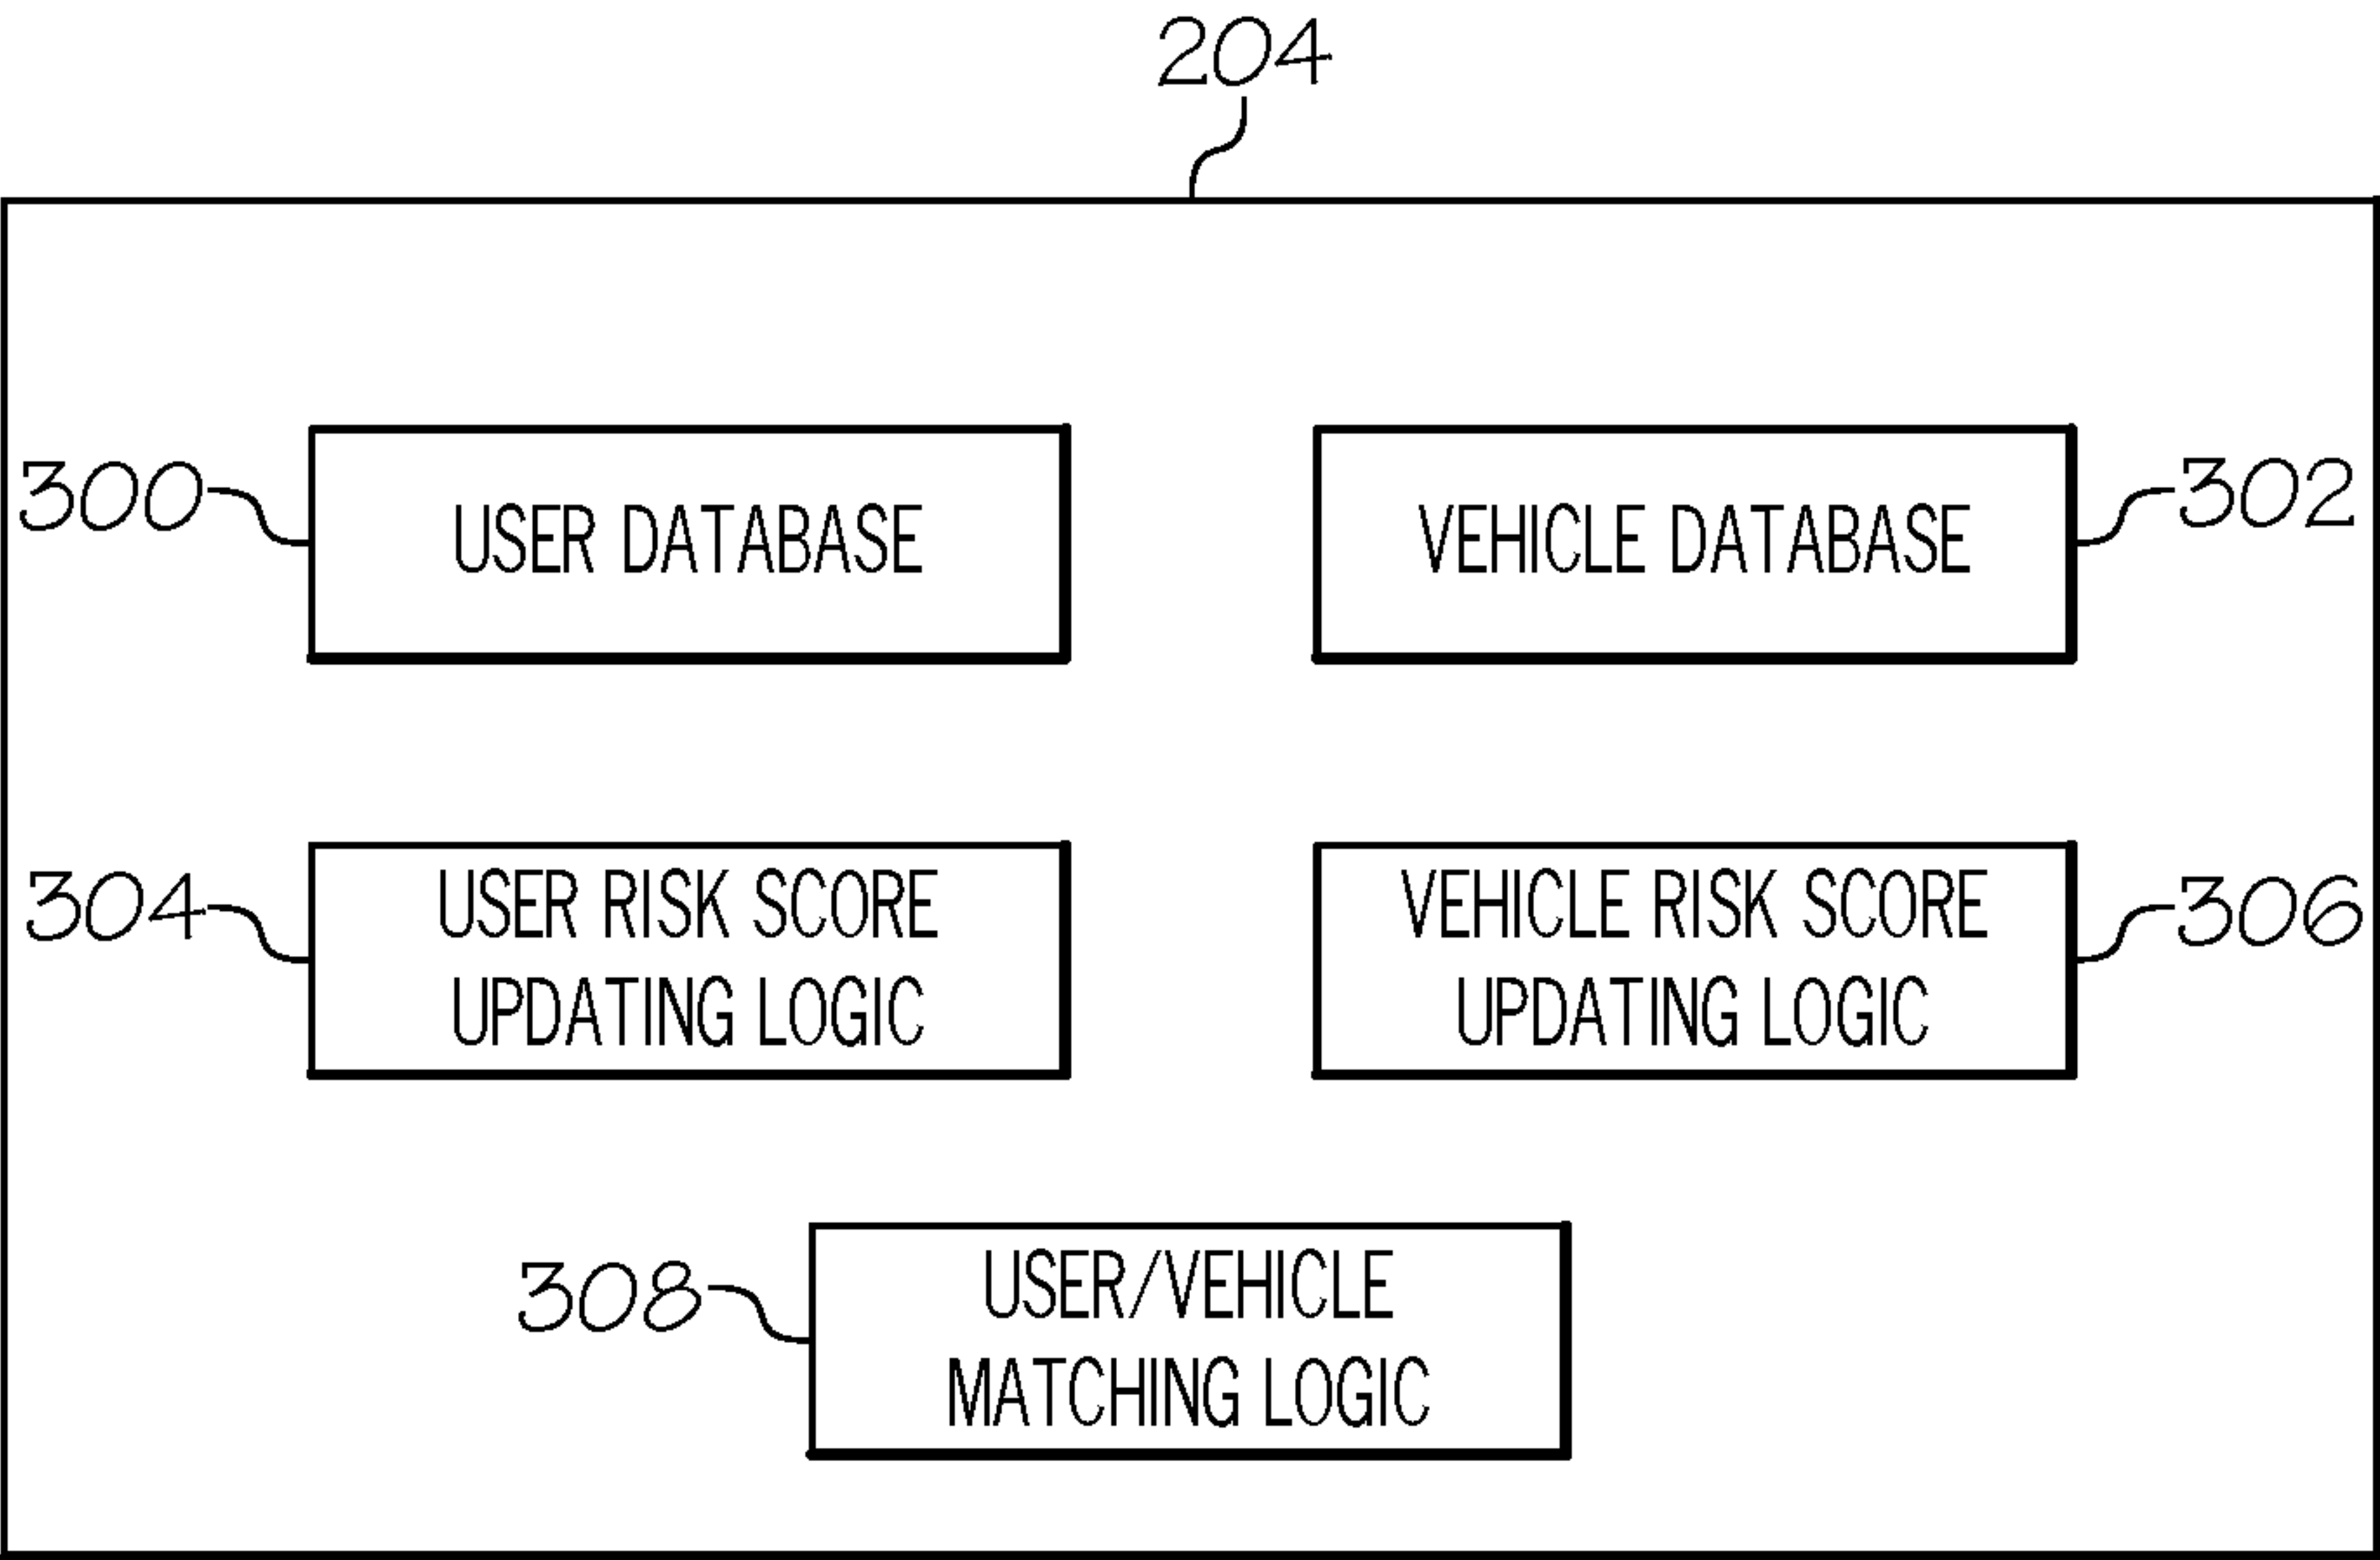 204
300
USER DATABASE
VEHICLE DATABASE
302
304
USER RISK SCORE
UPDATING LOGIC
VEHICLE RISK SCORE
UPDATING LOGIC
306
308
USER/VEHICLE
MATCHING LOGIC